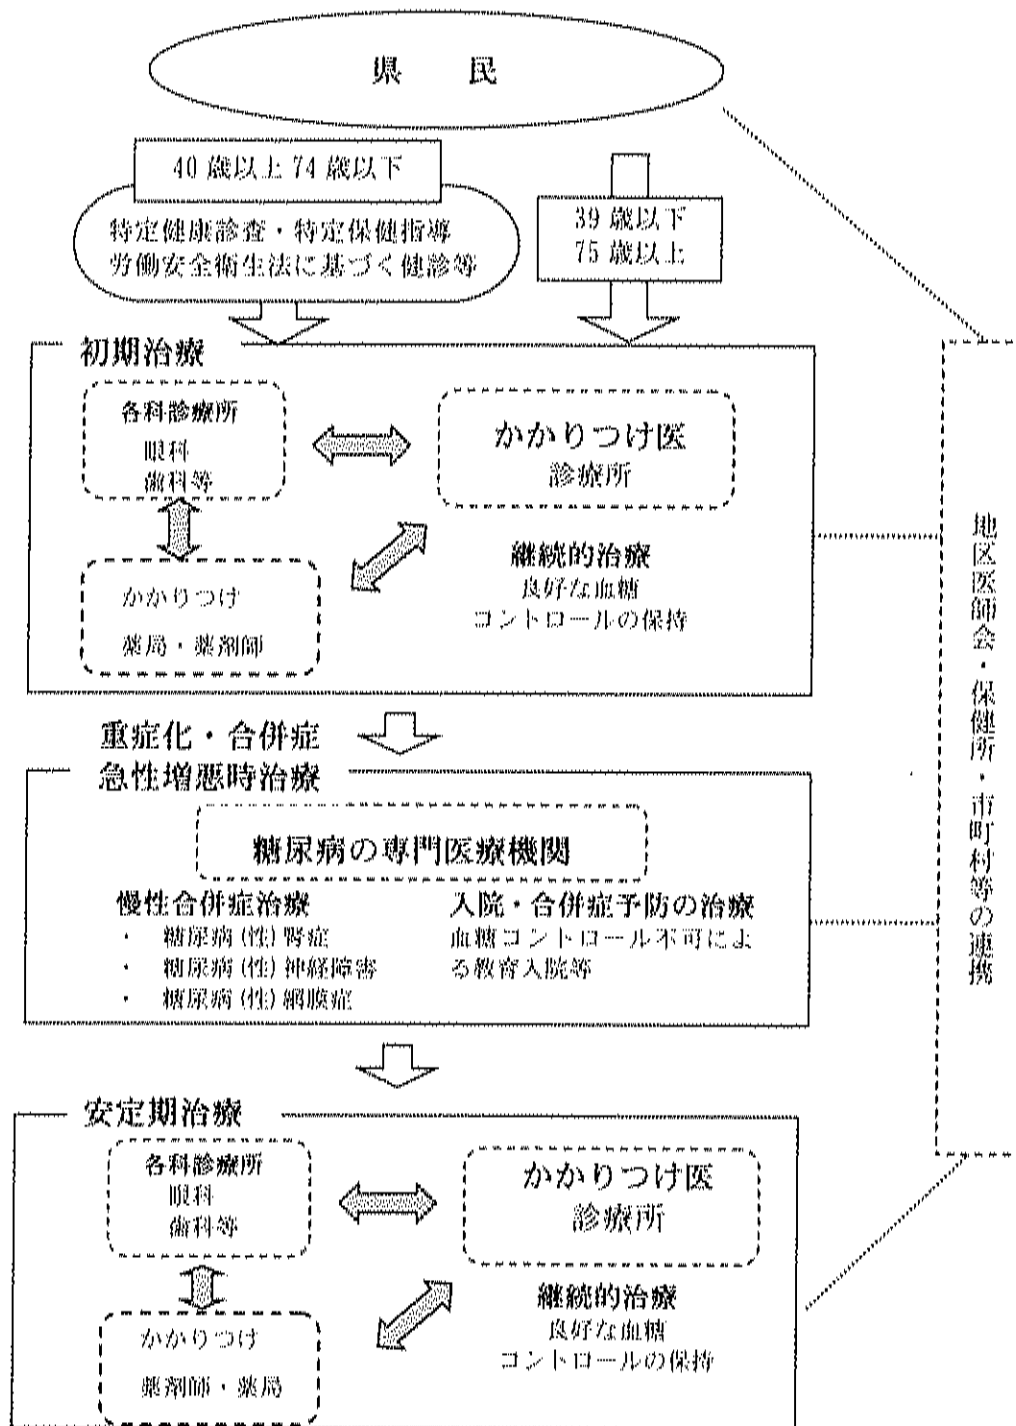 県 民
40 歳以上 74 歳以下
特定健康診査・特定保健指導
労働安全衛生法に基づく健診等
39 歳以下
75 歳以上
初期治療
各科診療所
眼科
歯科等
かかりつけ医
診療所
かかりつけ
薬局・薬剤師
継続的治療
良好な血糖
コントロールの保持
重症化・合併症
急性増悪時治療
糖尿病の専門医療機関
慢性合併症治療
・ 糖尿病(性)腎症
・ 糖尿病(性)神経障害
・ 糖尿病(性)網膜症
入院・合併症予防の治療
血糖コントロール不可によ
る教育入院等
安定期治療
各科診療所
眼科
歯科等
かかりつけ医
診療所
かかりつけ
薬剤師・薬局
継続的治療
良好な血糖
コントロールの保持
地区医師会・保健所・市町村等の連携